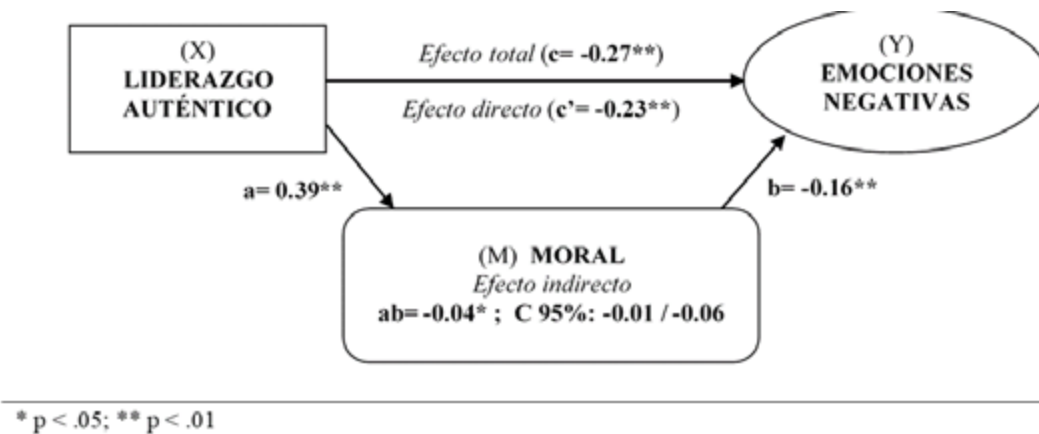 (X)
LIDERAZGO
AUTÉNTICO
Efecto total (c= -0.27**)
Efecto directo (c’= -0.23**)
(Y)
EMOCIONES
NEGATIVAS
a= 0.39**
b= -0.16**
(M) MORAL
Efecto indirecto
ab= -0.04* ; C 95%: -0.01 / -0.06
* p < .05; ** p < .01